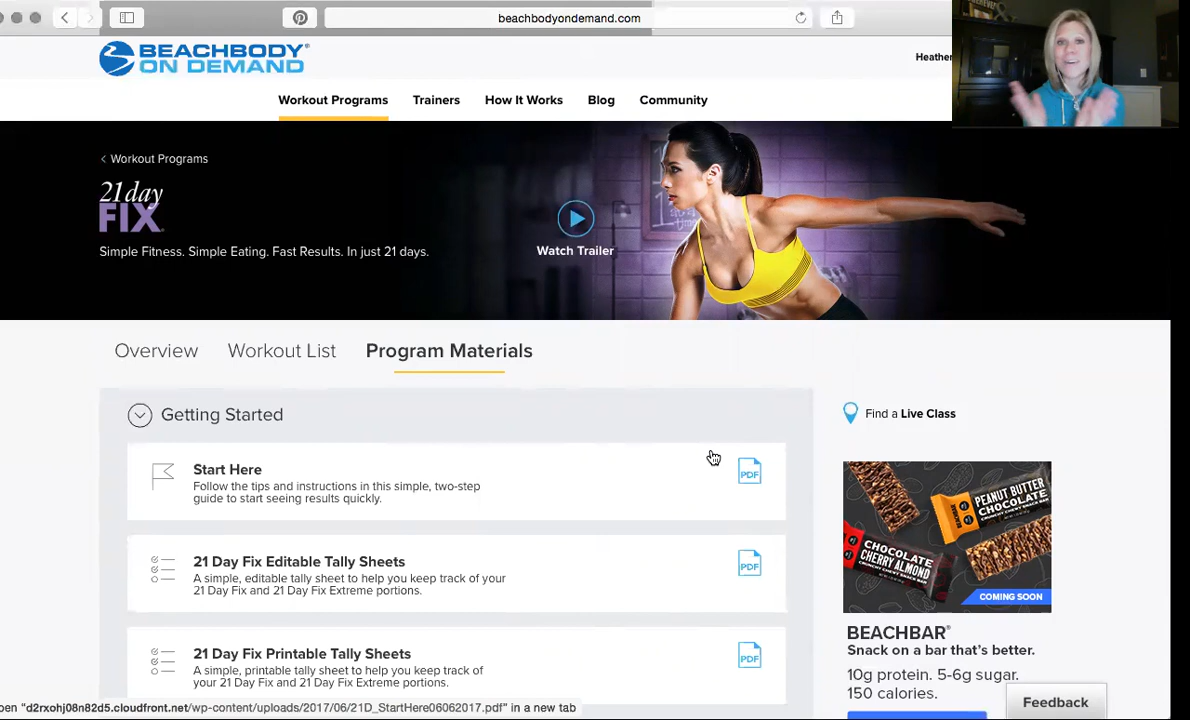 beachbodyondemand.com
BEACHBODY®
ON DEMAND
Heather
Workout Programs
Trainers
How It Works
Blog
Community
< Workout Programs
21 day
FIX®
Simple Fitness. Simple Eating. Fast Results. In just 21 days.
Watch Trailer
Overview
Workout List
Program Materials
Getting Started
Start Here
Follow the tips and instructions in this simple, two-step
guide to start seeing results quickly.
PDF
21 Day Fix Editable Tally Sheets
A simple, editable tally sheet to help you keep track of your
21 Day Fix and 21 Day Fix Extreme portions.
PDF
21 Day Fix Printable Tally Sheets
A simple, printable tally sheet to help you keep track of
your 21 Day Fix and 21 Day Fix Extreme portions.
PDF
Find a Live Class
PEANUT BUTTER
CHOCOLATE
CHOCOLATE
CHERRY ALMOND
COMING SOON
BEACHBAR®
Snack on a bar that's better.
10g protein. 5-6g sugar.
150 calories.
Feedback
pen "d2rxohj08n82d5.cloudfront.net/wp-content/uploads/2017/06/21D_StartHere06062017.pdf" in a new tab